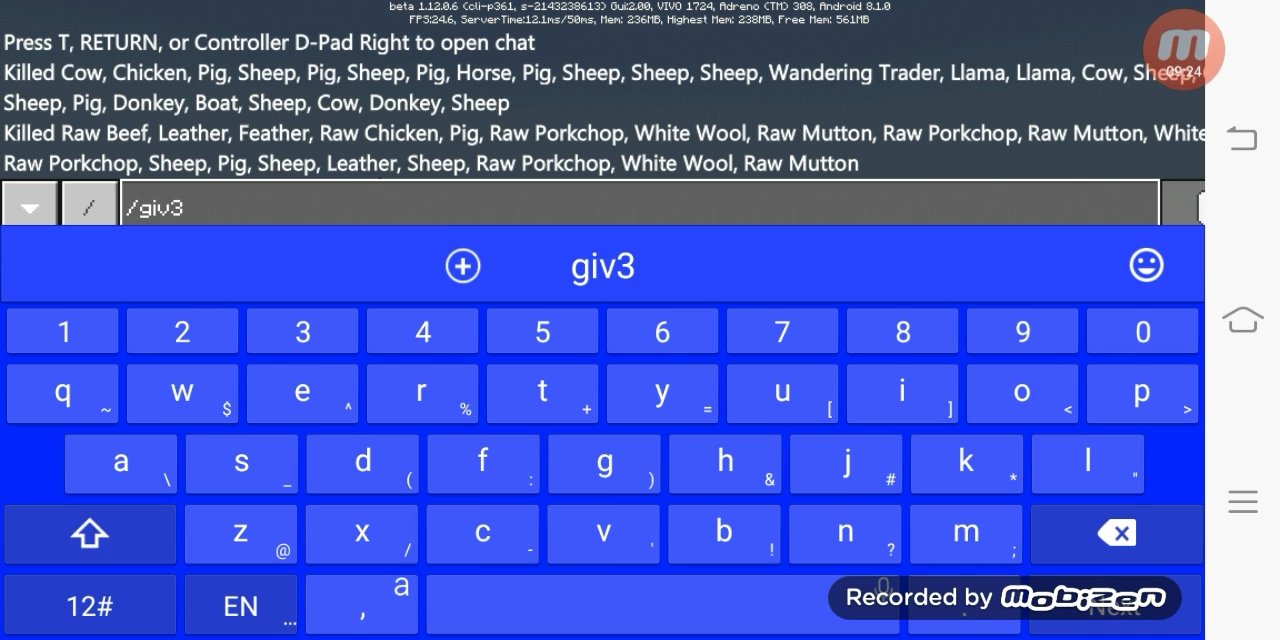 beta 1.12.0.6 (cli-p361, s-2143238613) Gui:2.00, VIVO 1724, Adreno (TM) 308, Android 8.1.0
FPS:24.6, ServerTime:12.1ms/50ms, Mem: 236MB, Highest Mem: 238MB, Free Mem: 561MB
Press T, RETURN, or Controller D-Pad Right to open chat
Killed Cow, Chicken, Pig, Sheep, Pig, Sheep, Pig, Horse, Pig, Sheep, Sheep, Sheep, Wandering Trader, Llama, Llama, Cow, Sheep,
09:24
Sheep, Pig, Donkey, Boat, Sheep, Cow, Donkey, Sheep
Killed Raw Beef, Leather, Feather, Raw Chicken, Pig, Raw Porkchop, White Wool, Raw Mutton, Raw Porkchop, Raw Mutton, White
Raw Porkchop, Sheep, Pig, Sheep, Leather, Sheep, Raw Porkchop, White Wool, Raw Mutton
/ /giv3
giv3
1 2 3 4 5 6 7 8 9 0
q ~ w $ e ^ r % t + y = u [ i ] o < p >
a \ s _ d ( f : g ) h & j # k * l "
z @ x / c - v ' b ! n ? m ;
12# EN ... , a . Next
Recorded by mobizen